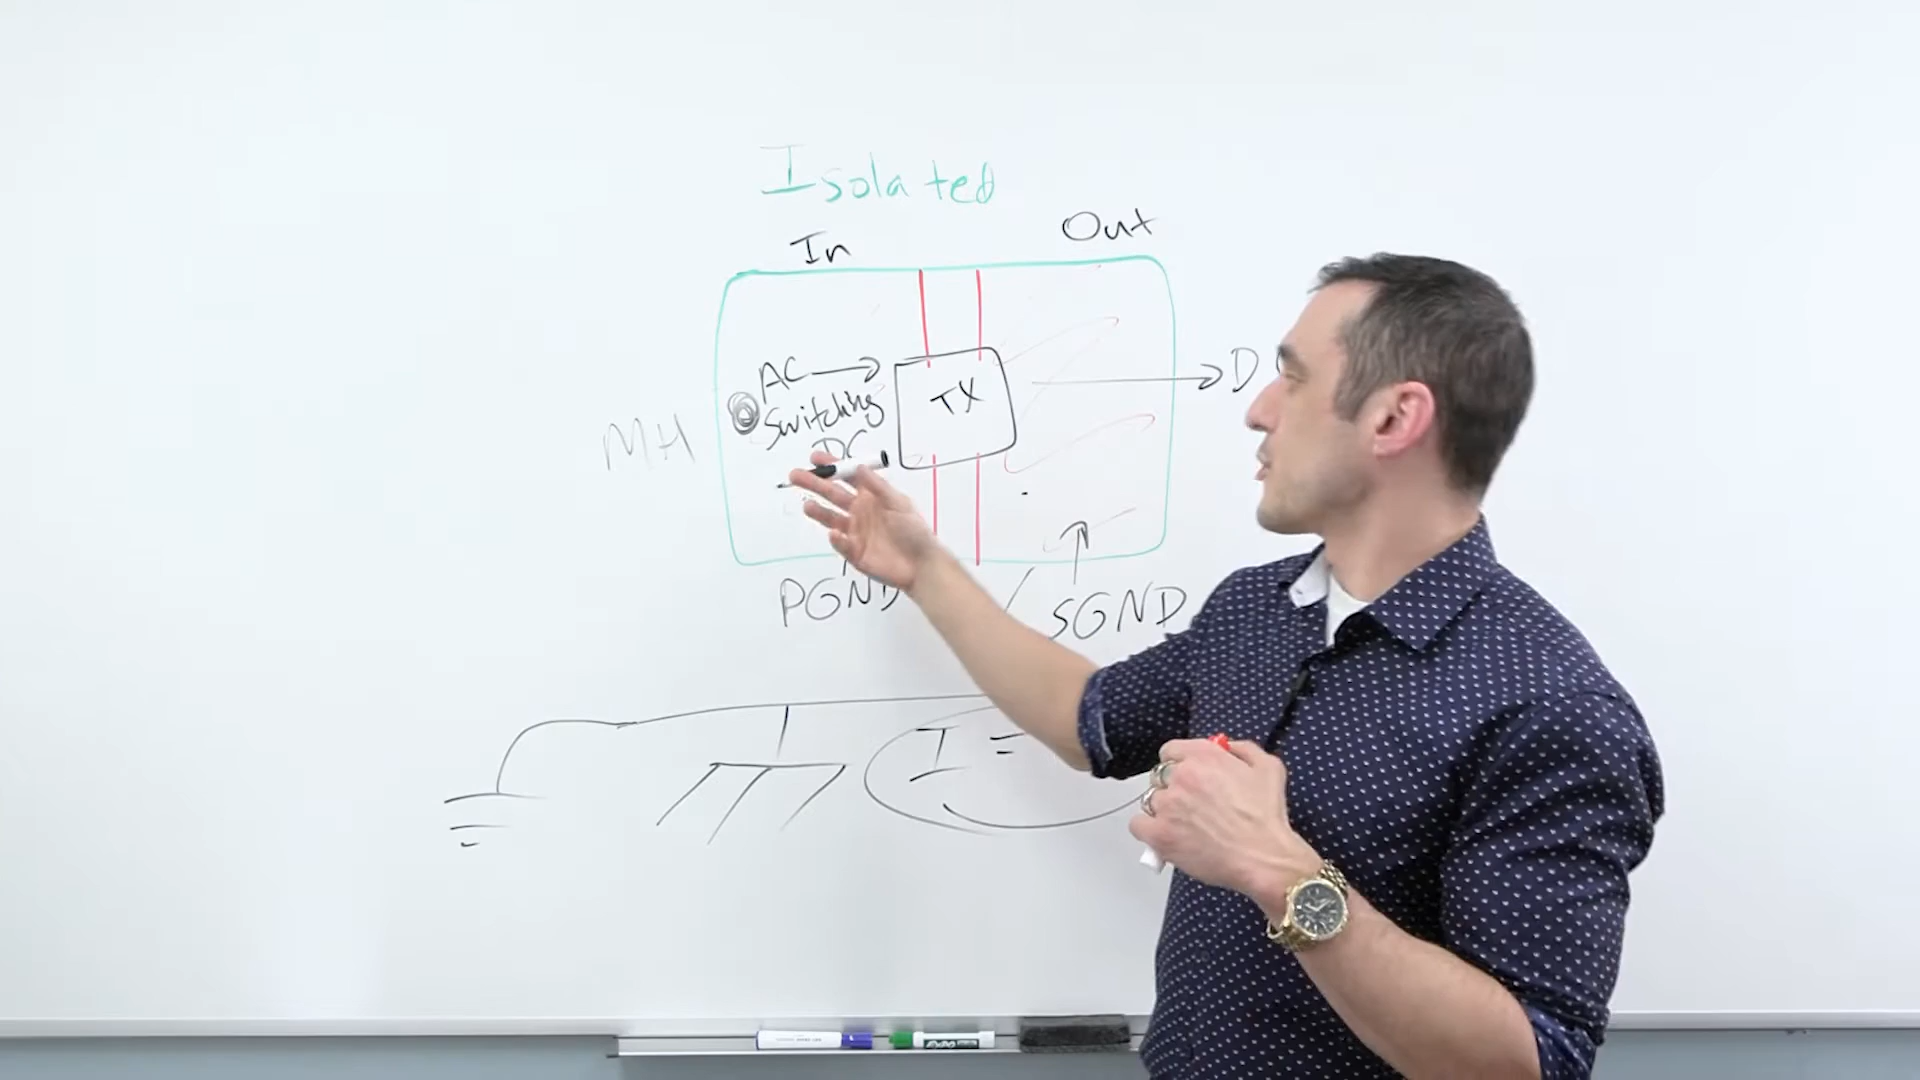 Isolated
In
Out
AC
Switching
DC
TX
D
MH
PGND
SGND
I =